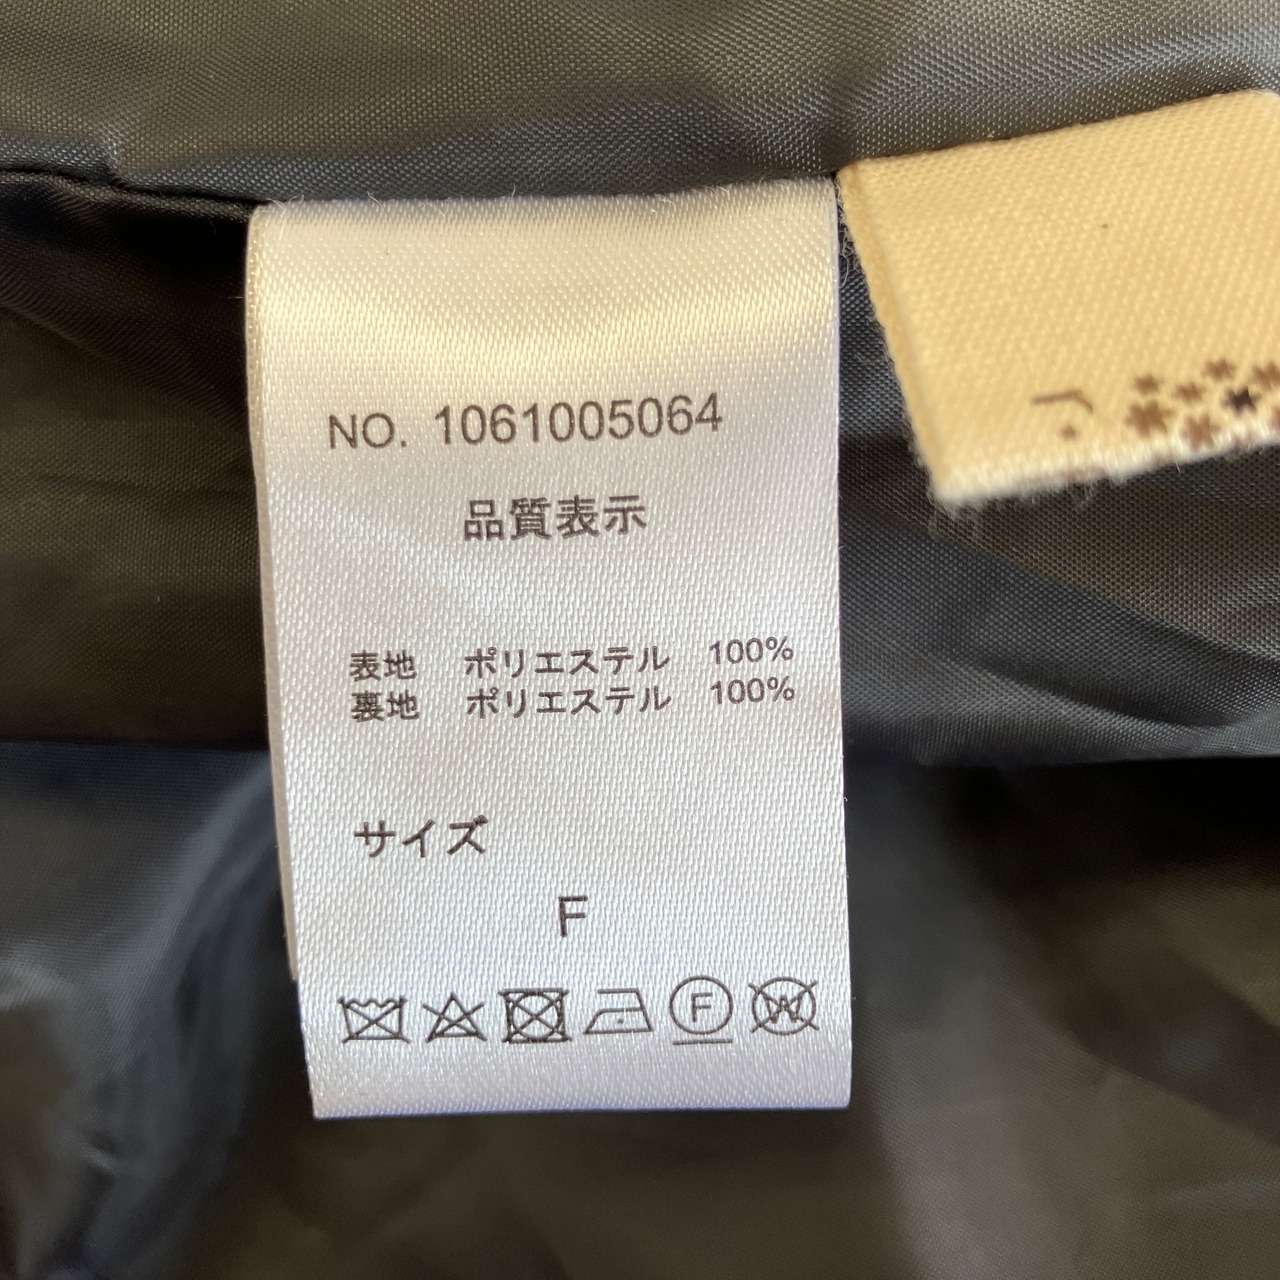 NO. 1061005064
品質表示
表地 ポリエステル 100%
裏地 ポリエステル 100%
サイズ
F
F
W